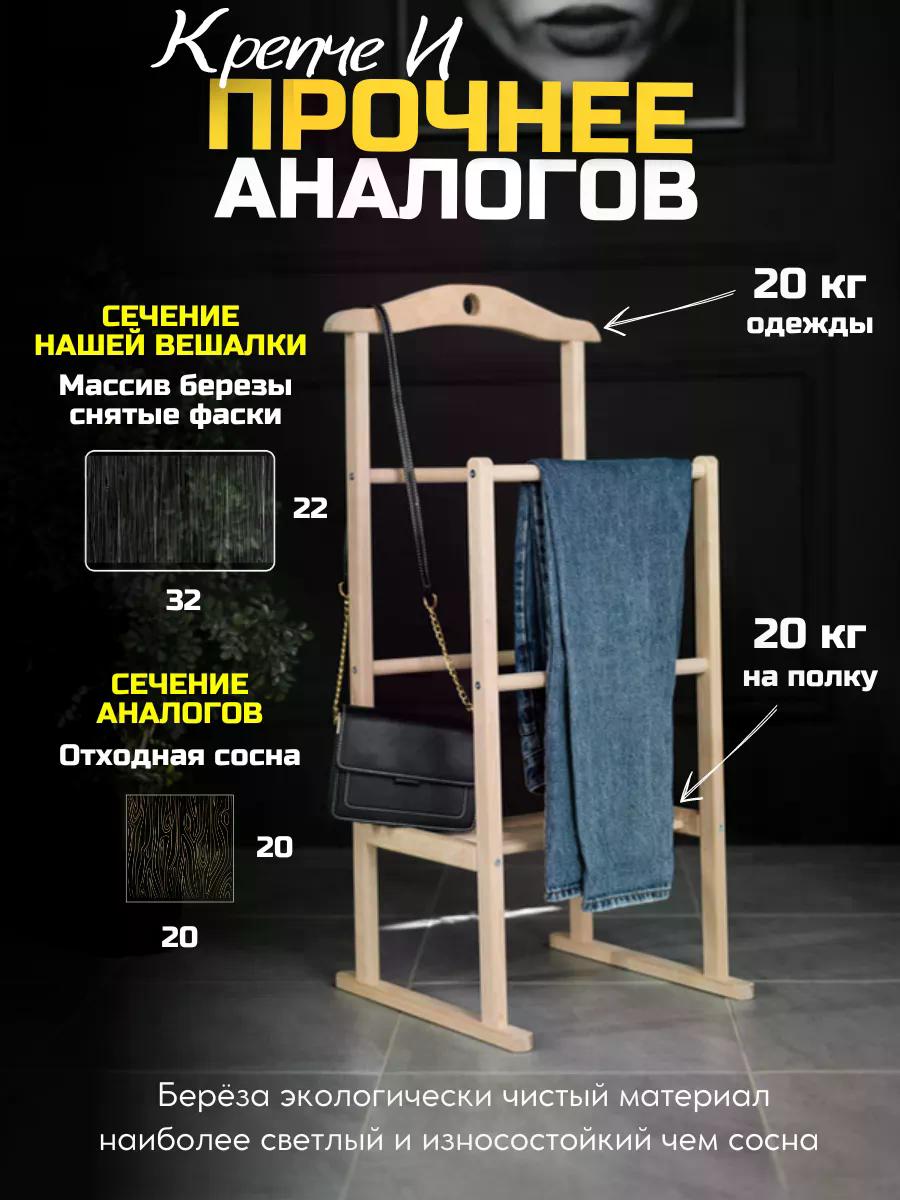 Крепче И
ПРОЧНЕЕ
АНАЛОГОВ
20 кг
одежды
СЕЧЕНИЕ
НАШЕЙ ВЕШАЛКИ
Массив березы
снятые фаски
22
32
20 кг
на полку
СЕЧЕНИЕ
АНАЛОГОВ
Отходная сосна
20
20
Берёза экологически чистый материал
наиболее светлый и износостойкий чем сосна